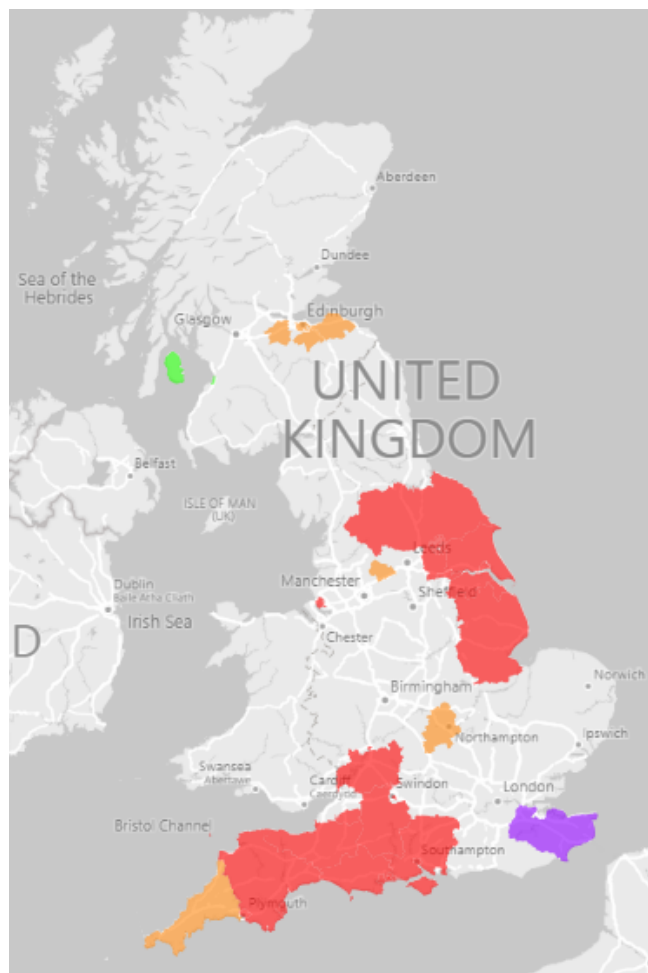 Aberdeen
Dundee
Sea of the
Hebrides
Glasgow
Edinburgh
UNITED
KINGDOM
Belfast
ISLE OF MAN
(UK)
Leeds
Dublin
Baile Átha Cliath
Manchester
Sheffield
Irish Sea
D
Chester
Norwich
Birmingham
Northampton
Ipswich
Swansea
Abertawe
Cardiff
Caerdydd
Swindon
London
Bristol Channel
Southampton
Plymouth